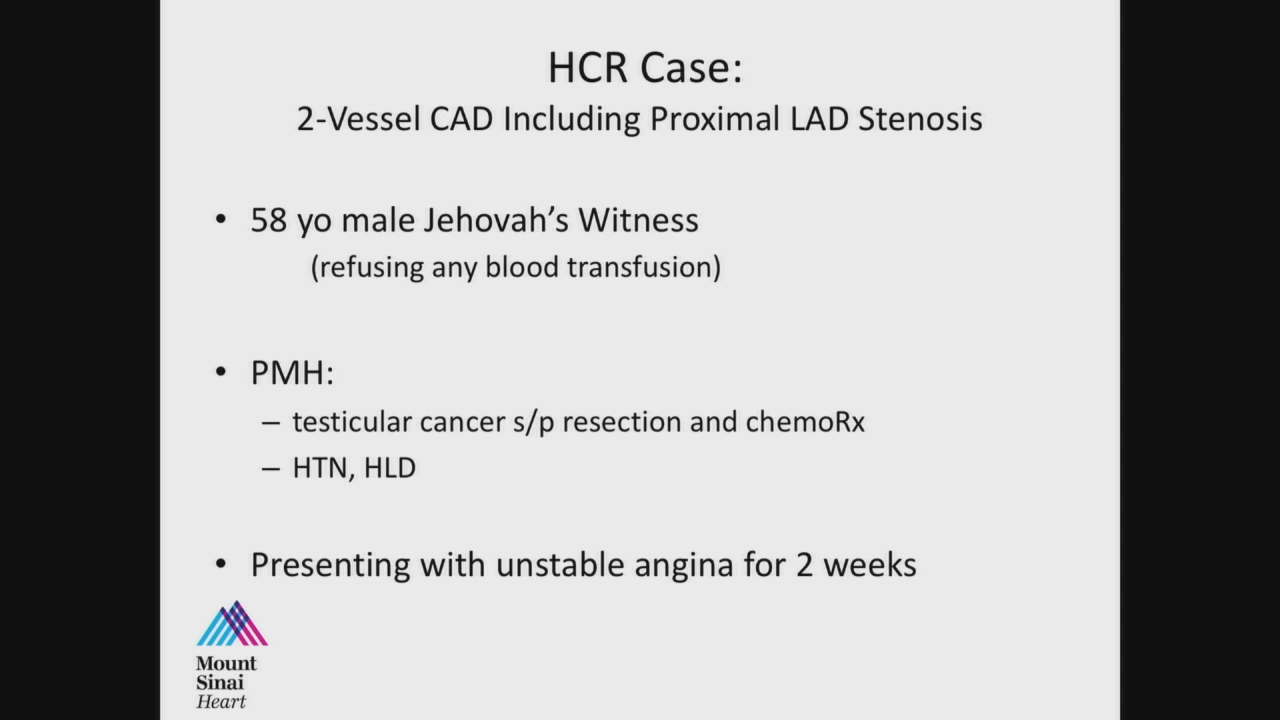 HCR Case:
2-Vessel CAD Including Proximal LAD Stenosis
• 58 yo male Jehovah’s Witness
(refusing any blood transfusion)
• PMH:
– testicular cancer s/p resection and chemoRx
– HTN, HLD
• Presenting with unstable angina for 2 weeks
Mount
Sinai
Heart